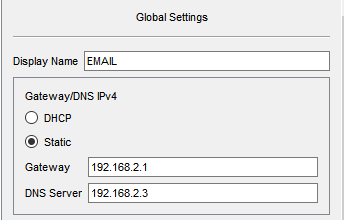 Global Settings
Display Name EMAIL
Gateway/DNS IPv4
DHCP
Static
Gateway 192.168.2.1
DNS Server 192.168.2.3